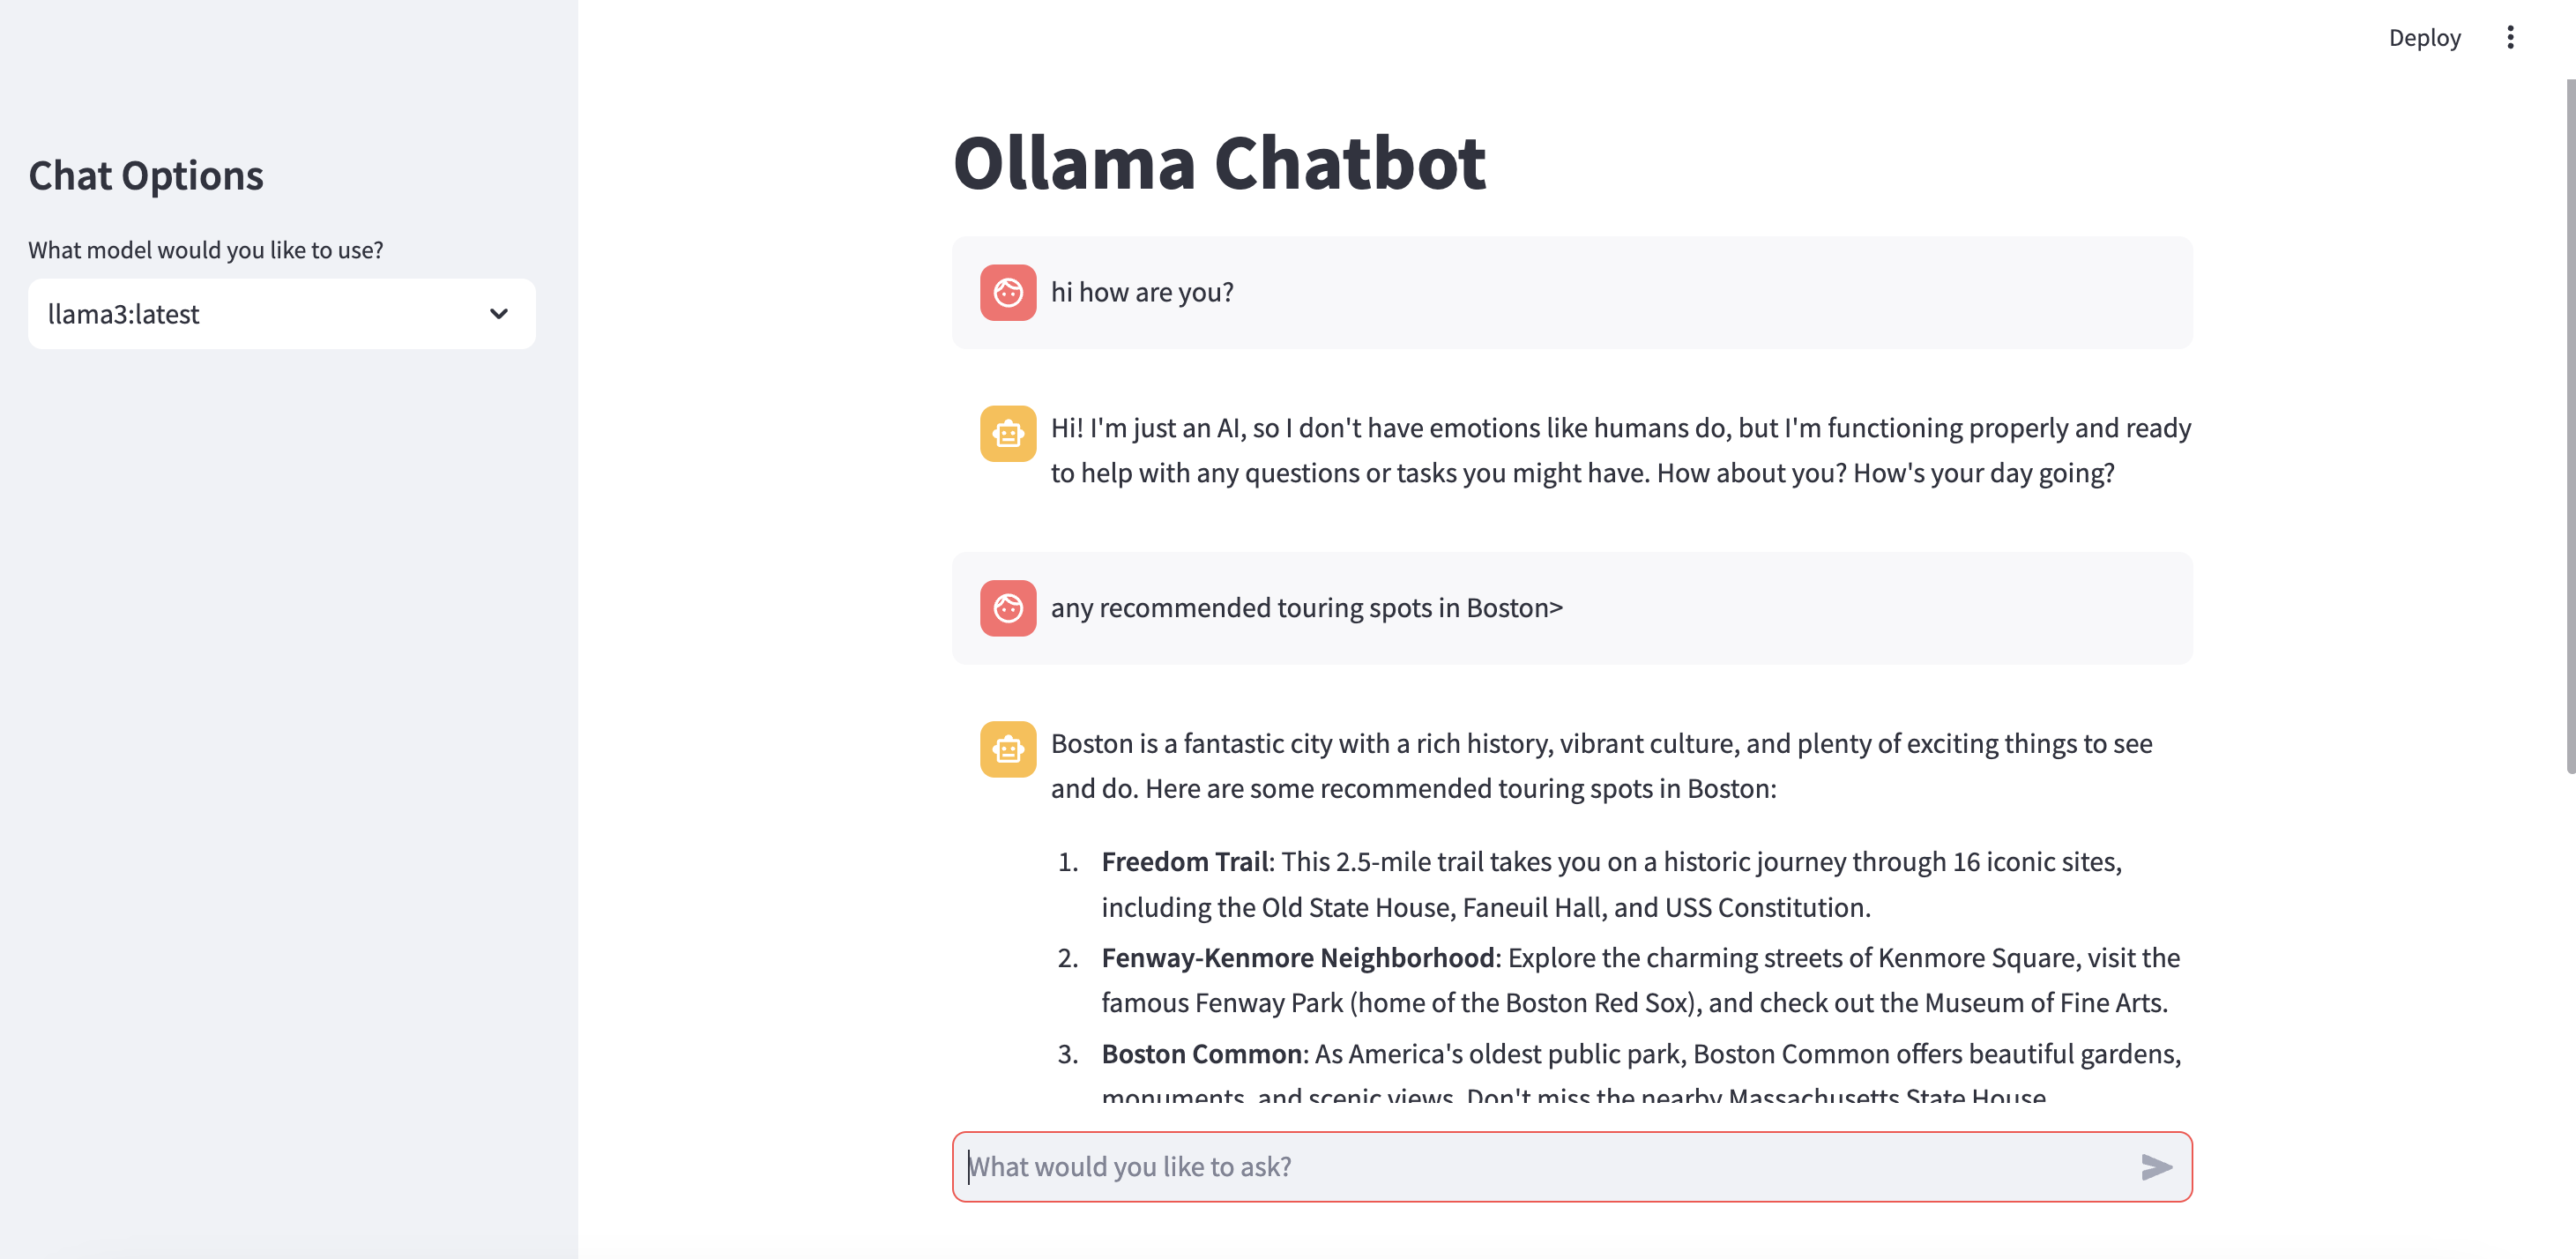 Deploy
Chat Options
What model would you like to use?
llama3:latest
Ollama Chatbot
hi how are you?
Hi! I'm just an AI, so I don't have emotions like humans do, but I'm functioning properly and ready
to help with any questions or tasks you might have. How about you? How's your day going?
any recommended touring spots in Boston>
Boston is a fantastic city with a rich history, vibrant culture, and plenty of exciting things to see
and do. Here are some recommended touring spots in Boston:
1. Freedom Trail: This 2.5-mile trail takes you on a historic journey through 16 iconic sites,
including the Old State House, Faneuil Hall, and USS Constitution.
2. Fenway-Kenmore Neighborhood: Explore the charming streets of Kenmore Square, visit the
famous Fenway Park (home of the Boston Red Sox), and check out the Museum of Fine Arts.
3. Boston Common: As America's oldest public park, Boston Common offers beautiful gardens,
monuments, and scenic views. Don't miss the nearby Massachusetts State House.
What would you like to ask?